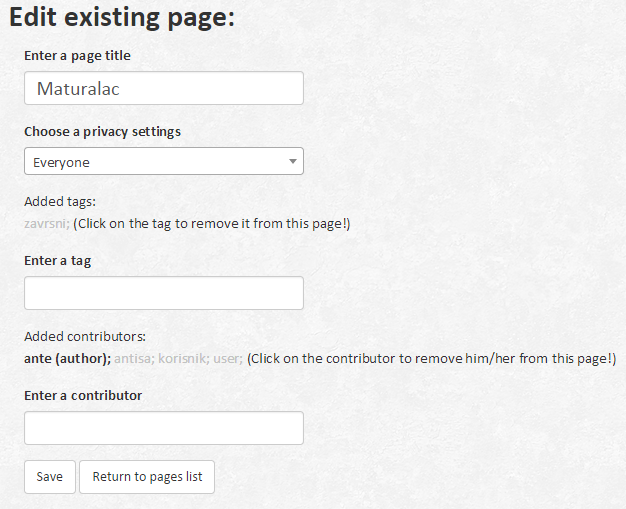 Edit existing page:
Enter a page title
Maturalac
Choose a privacy settings
Everyone
Added tags:
zavrsni; (Click on the tag to remove it from this page!)
Enter a tag
Added contributors:
ante (author); antisa; korisnik; user; (Click on the contributor to remove him/her from this page!)
Enter a contributor
Save Return to pages list